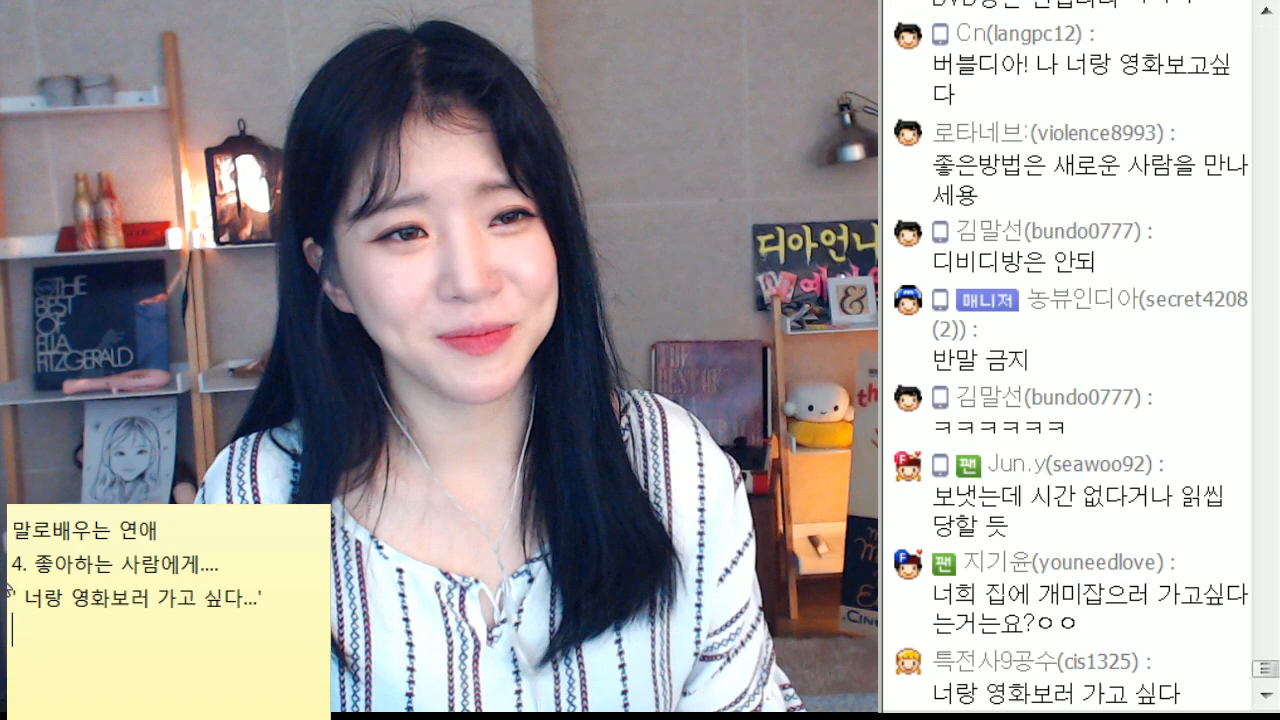 THE
BEST
OF
ELLA
FITZGERALD
디아언니
&
말로배우는 연애
4. 좋아하는 사람에게....
' 너랑 영화보러 가고 싶다...'
Cn(langpc12) :
버블디아! 나 너랑 영화보고싶
다
로타네브:(violence8993) :
좋은방법은 새로운 사람을 만나
세용
김말선(bundo0777) :
디비디방은 안되
매니저 농뷰인디아(secret4208
(2)) :
반말 금지
김말선(bundo0777) :
ㅋㅋㅋㅋㅋㅋ
팬 Jun.y(seawoo92) :
보냇는데 시간 없다거나 읽씹
당할 듯
팬 지기윤(youneedlove) :
너희 집에 개미잡으러 가고싶다
는거는요?ㅇㅇ
특전사9공수(cis1325) :
너랑 영화보러 가고 싶다